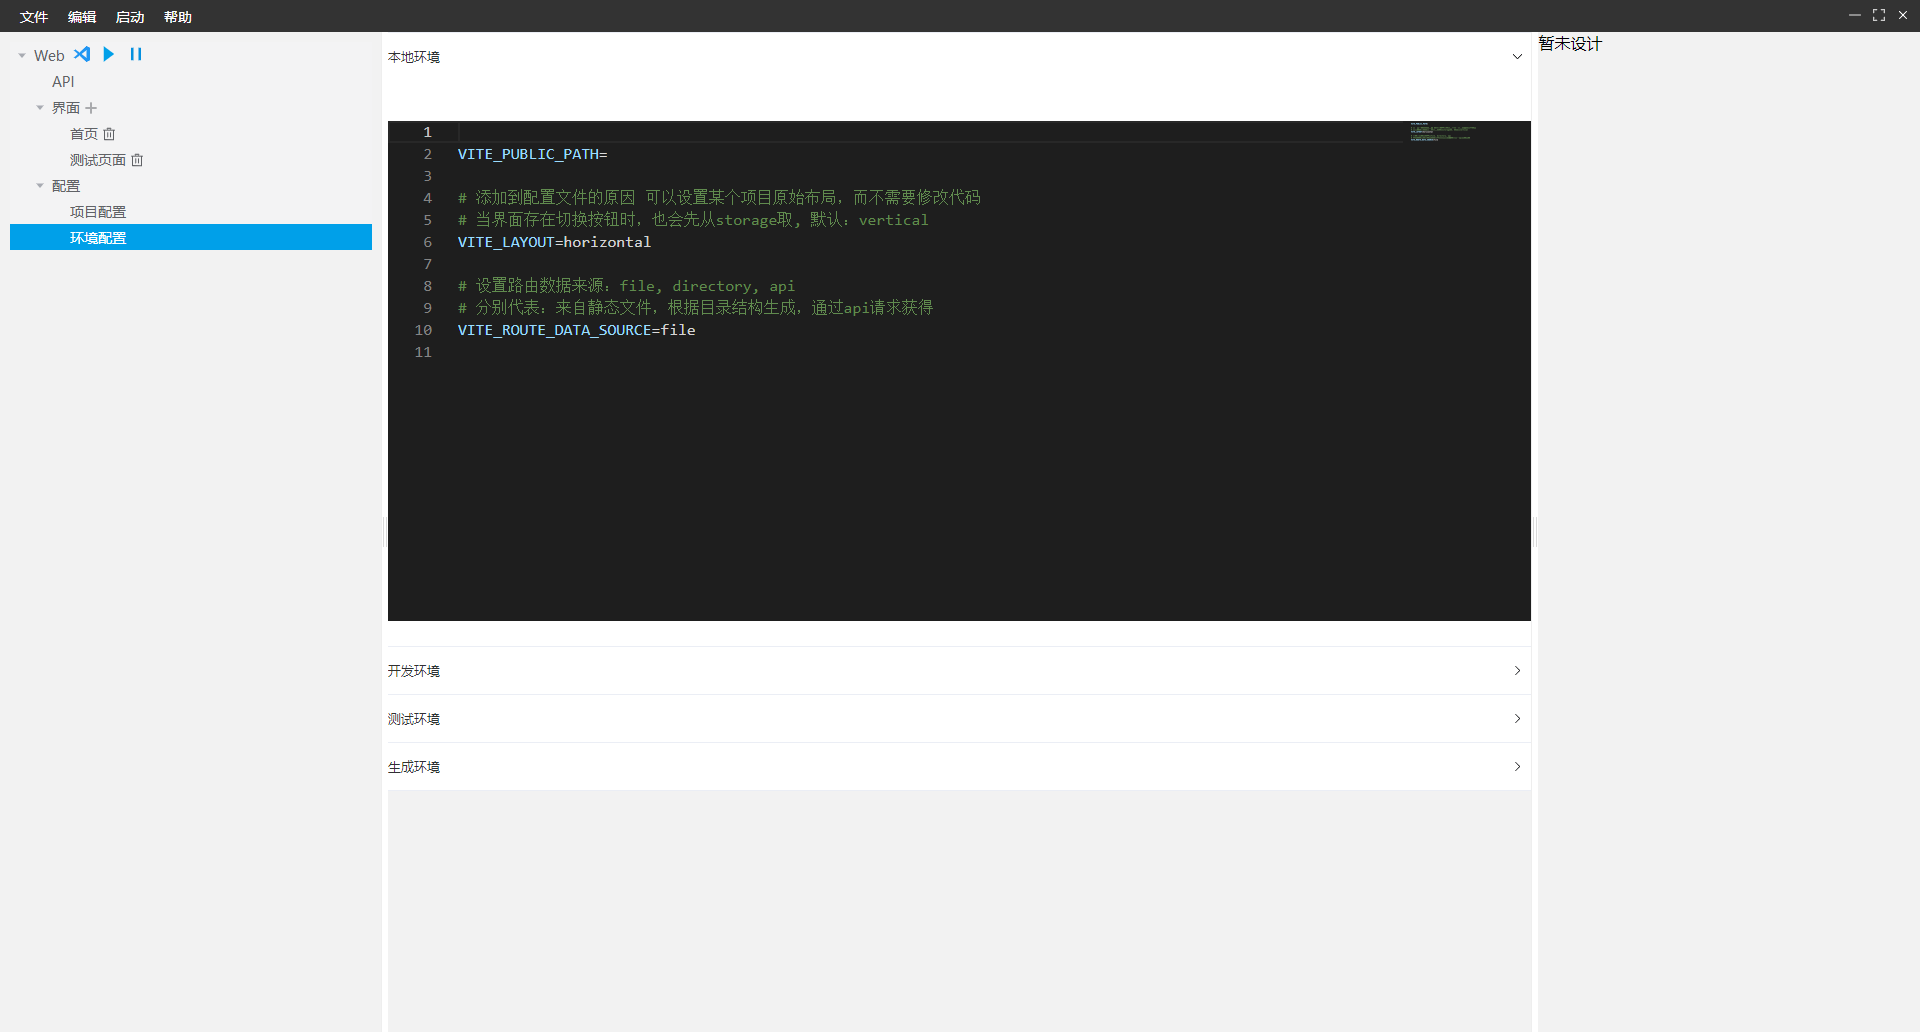 文件 编辑 启动 帮助
Web
API
界面
首页
测试页面
配置
项目配置
环境配置
本地环境
1
2 VITE_PUBLIC_PATH=
3
4 # 添加到配置文件的原因 可以设置某个项目原始布局，而不需要修改代码
5 # 当界面存在切换按钮时，也会先从storage取, 默认：vertical
6 VITE_LAYOUT=horizontal
7
8 # 设置路由数据来源：file, directory, api
9 # 分别代表：来自静态文件，根据目录结构生成，通过api请求获得
10 VITE_ROUTE_DATA_SOURCE=file
11
开发环境
测试环境
生成环境
暂未设计